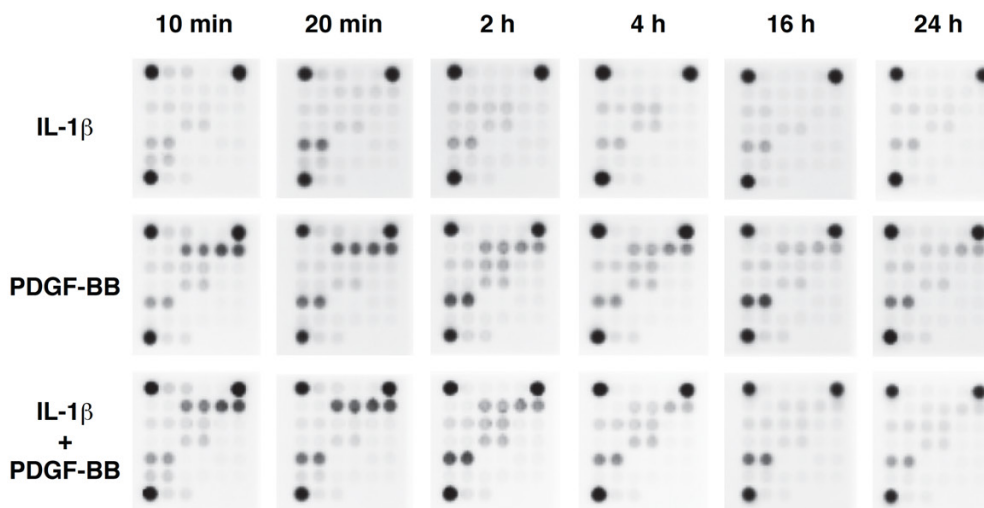 10 min 20 min 2 h 4 h 16 h 24 h
IL-1β
PDGF-BB
IL-1β
+
PDGF-BB